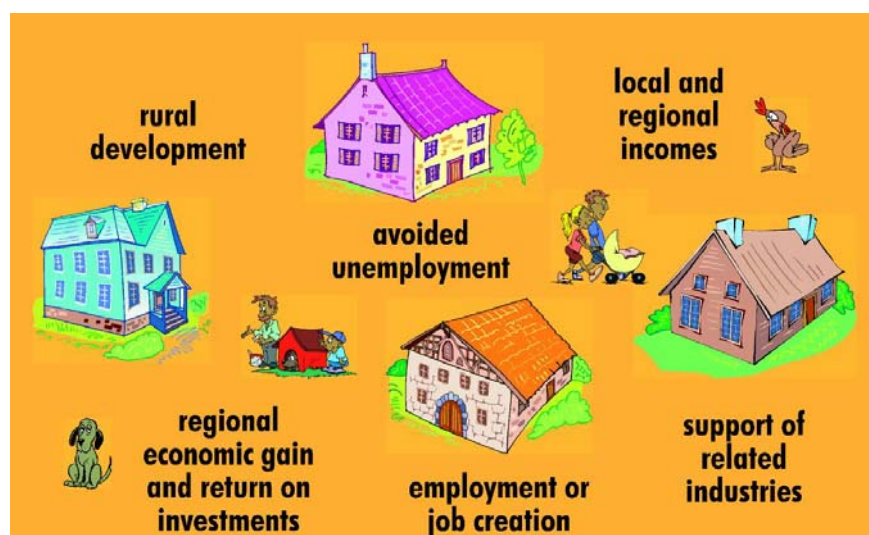 rural
development
local and
regional
incomes
avoided
unemployment
regional
economic gain
and return on
investments
employment or
job creation
support of
related
industries